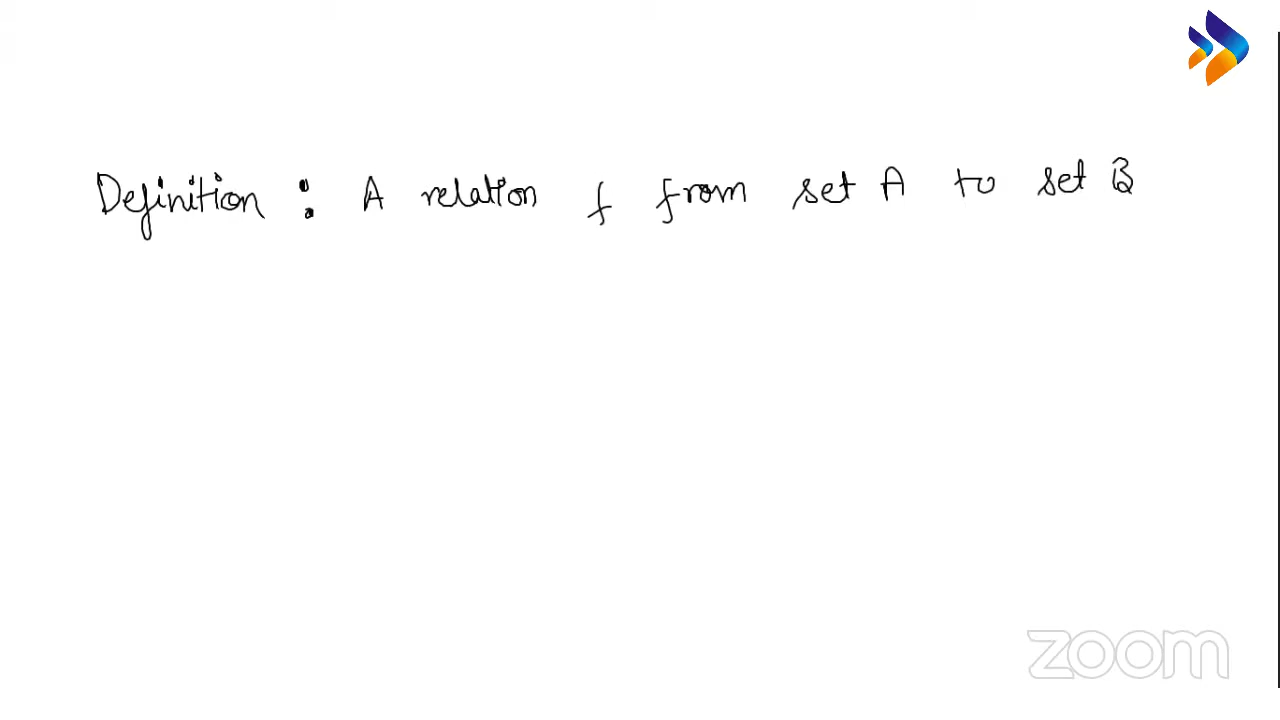 Definition : A relation f from set A to set B
zoom